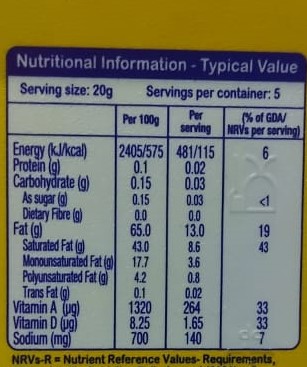 Nutritional Information - Typical Value
Serving size: 20g Servings per container: 5
Per 100g Per serving (% of GDA/ NRVs per serving)
Energy (kJ/kcal) 2405/575 481/115 6
Protein (g) 0.1 0.02
Carbohydrate (g) 0.15 0.03
As sugar (g) 0.15 0.03 <1
Dietary Fibre (g) 0.0 0.0
Fat (g) 65.0 13.0 19
Saturated Fat (g) 43.0 8.6 43
Monounsaturated Fat (g) 17.7 3.6
Polyunsaturated Fat (g) 4.2 0.8
Trans Fat (g) 0.1 0.02
Vitamin A (µg) 1320 264 33
Vitamin D (µg) 8.25 1.65 33
Sodium (mg) 700 140 7
NRVs-R = Nutrient Reference Values- Requirements,